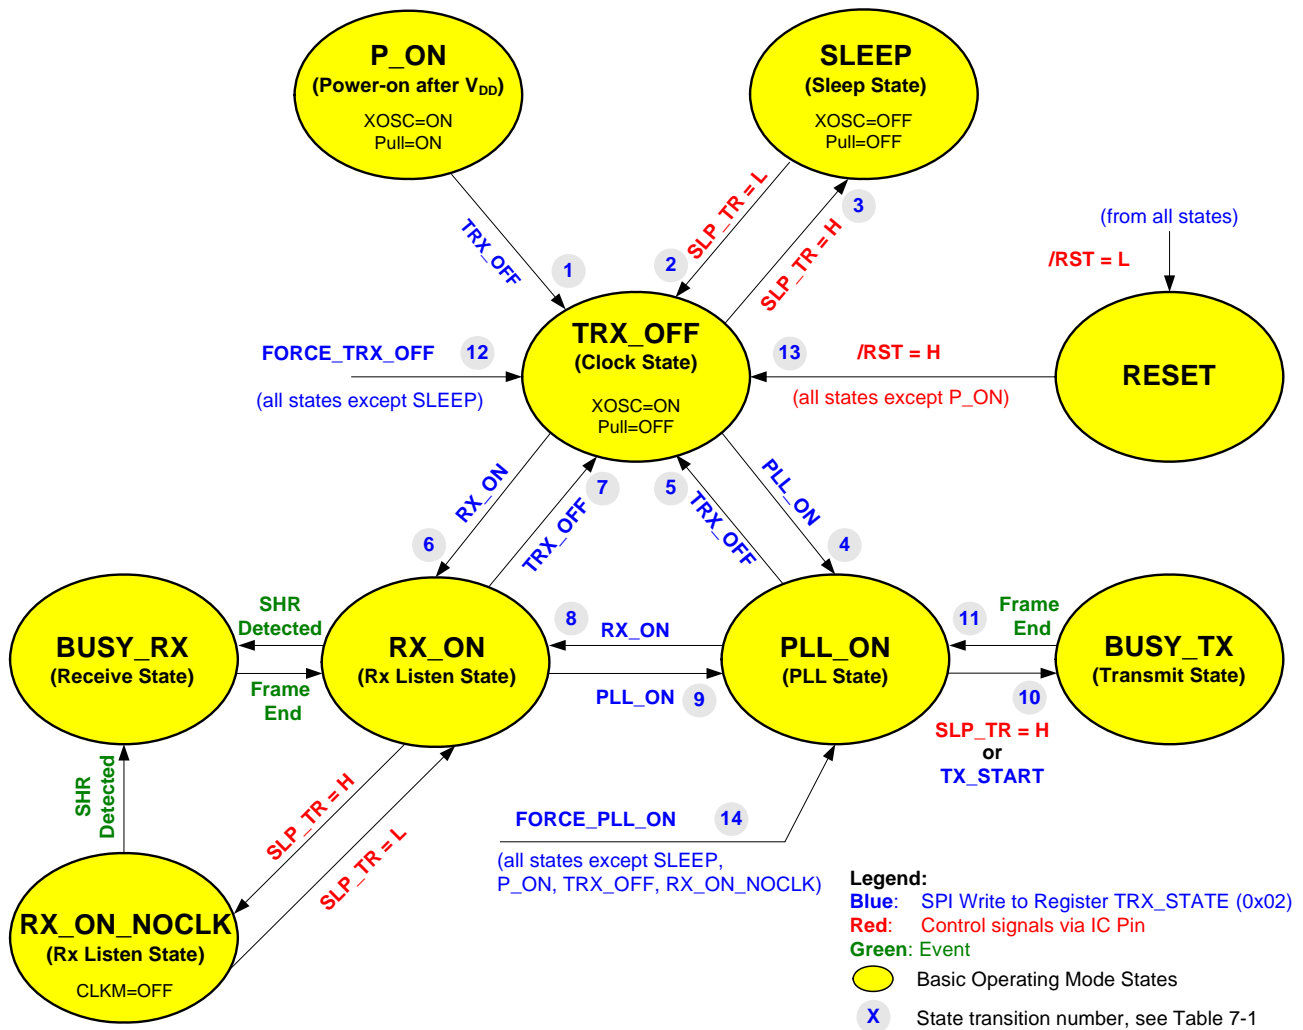 P_ON
(Power-on after VDD)
XOSC=ON
Pull=ON
SLEEP
(Sleep State)
XOSC=OFF
Pull=OFF
TRX_OFF
1
SLP_TR = L
2
SLP_TR = H
3
(from all states)
/RST = L
RESET
FORCE_TRX_OFF
12
(all states except SLEEP)
TRX_OFF
(Clock State)
XOSC=ON
Pull=OFF
13
/RST = H
(all states except P_ON)
RX_ON
6
TRX_OFF
7
5
TRX_OFF
PLL_ON
4
BUSY_RX
(Receive State)
SHR
Detected
Frame
End
RX_ON
(Rx Listen State)
8
RX_ON
PLL_ON
9
PLL_ON
(PLL State)
11
Frame
End
10
SLP_TR = H
or
TX_START
BUSY_TX
(Transmit State)
SHR
Detected
SLP_TR = H
SLP_TR = L
RX_ON_NOCLK
(Rx Listen State)
CLKM=OFF
FORCE_PLL_ON
14
(all states except SLEEP,
P_ON, TRX_OFF, RX_ON_NOCLK)
Legend:
Blue: SPI Write to Register TRX_STATE (0x02)
Red: Control signals via IC Pin
Green: Event
Basic Operating Mode States
X State transition number, see Table 7-1